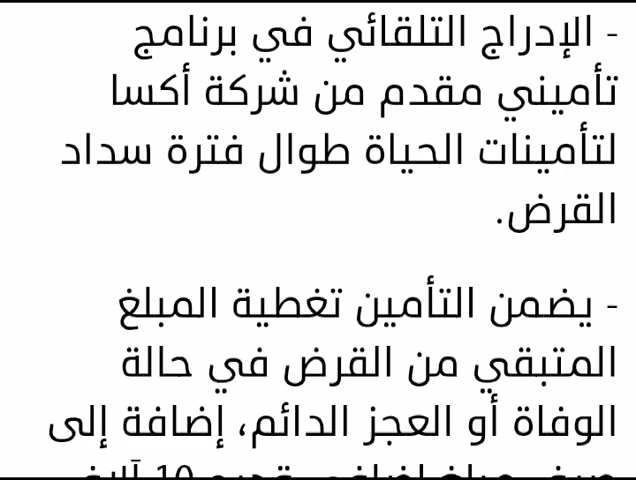 - الإدراج التلقائي في برنامج
تأميني مقدم من شركة أكسا
لتأمينات الحياة طوال فترة سداد
القرض.
- يضمن التأمين تغطية المبلغ
المتبقي من القرض في حالة
الوفاة أو العجز الدائم، إضافة إلى